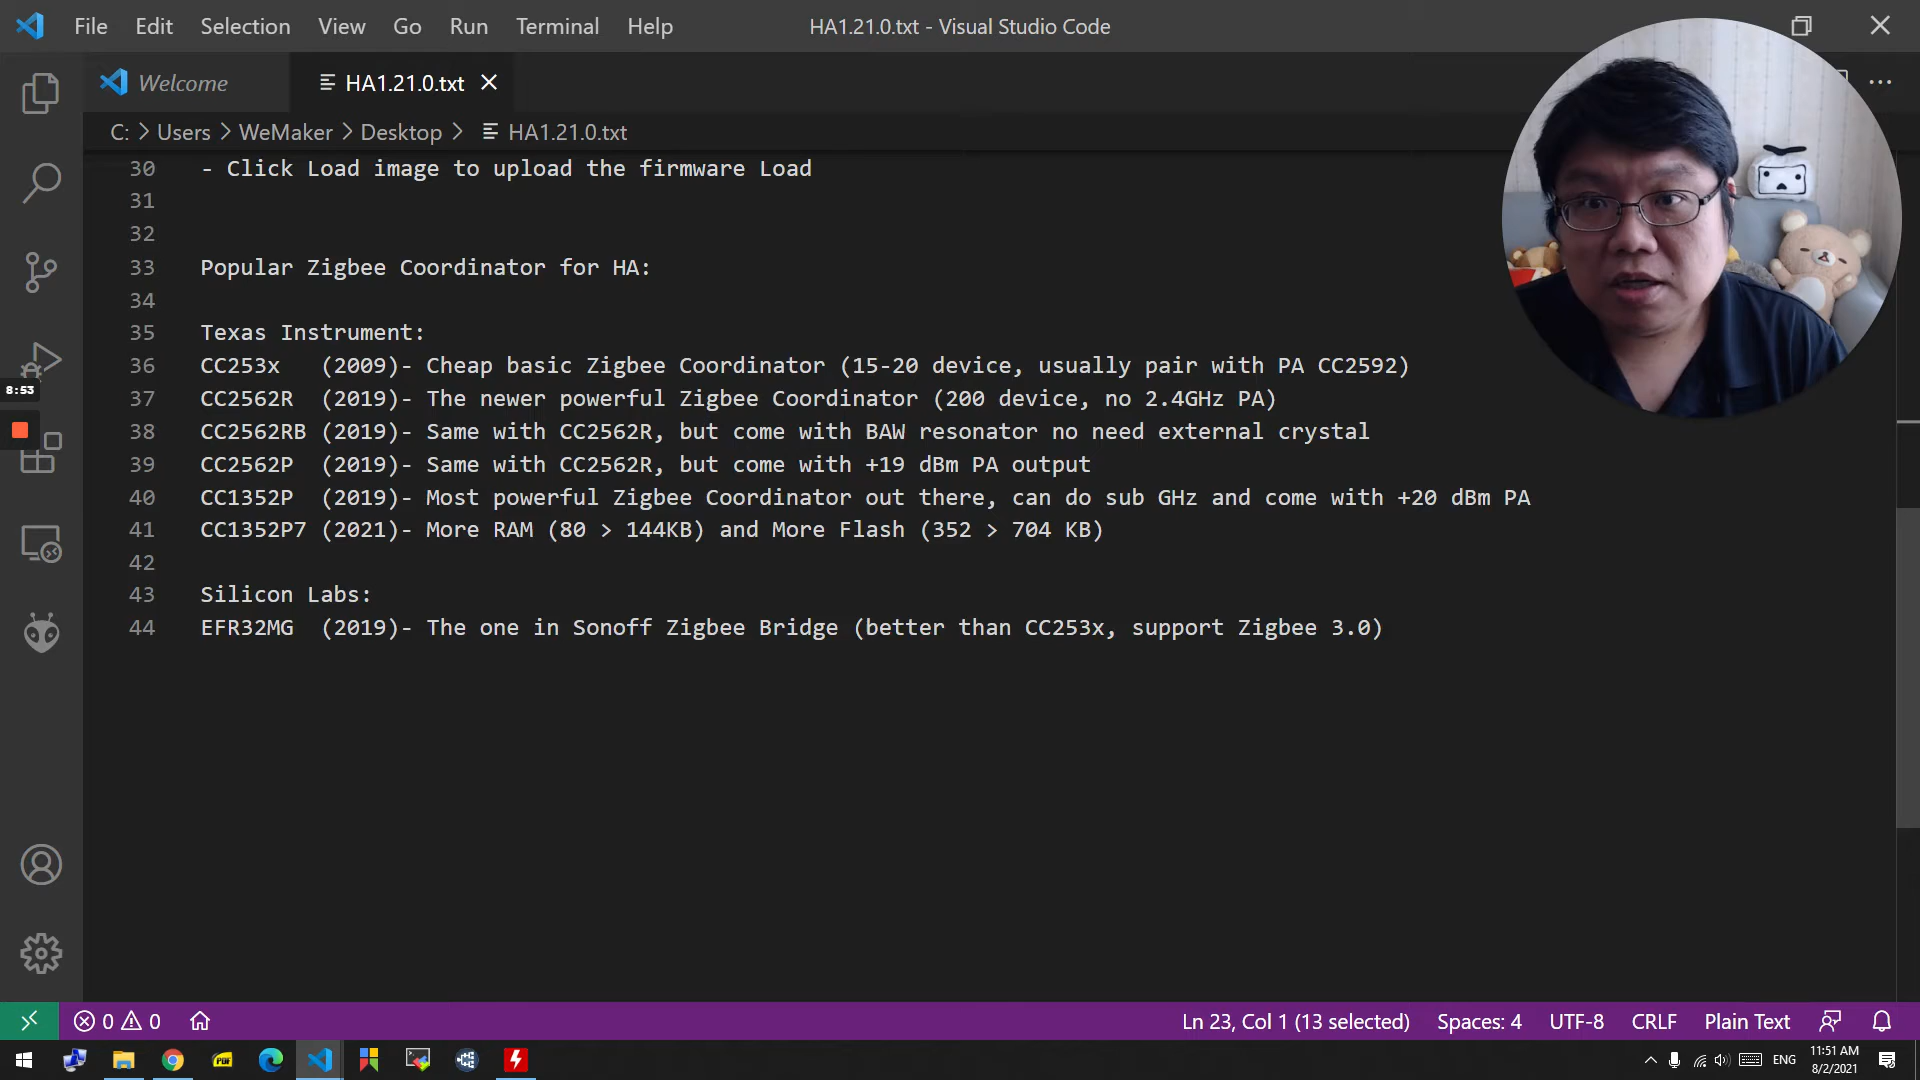 File Edit Selection View Go Run Terminal Help HA1.21.0.txt - Visual Studio Code
Welcome HA1.21.0.txt
C: > Users > WeMaker > Desktop > HA1.21.0.txt
30 - Click Load image to upload the firmware Load
31
32
33 Popular Zigbee Coordinator for HA:
34
35 Texas Instrument:
36 CC253x (2009)- Cheap basic Zigbee Coordinator (15-20 device, usually pair with PA CC2592)
37 CC2562R (2019)- The newer powerful Zigbee Coordinator (200 device, no 2.4GHz PA)
38 CC2562RB (2019)- Same with CC2562R, but come with BAW resonator no need external crystal
39 CC2562P (2019)- Same with CC2562R, but come with +19 dBm PA output
40 CC1352P (2019)- Most powerful Zigbee Coordinator out there, can do sub GHz and come with +20 dBm PA
41 CC1352P7 (2021)- More RAM (80 > 144KB) and More Flash (352 > 704 KB)
42
43 Silicon Labs:
44 EFR32MG (2019)- The one in Sonoff Zigbee Bridge (better than CC253x, support Zigbee 3.0)
8:53
0 0 Ln 23, Col 1 (13 selected) Spaces: 4 UTF-8 CRLF Plain Text
PDF ENG 11:51 AM
8/2/2021